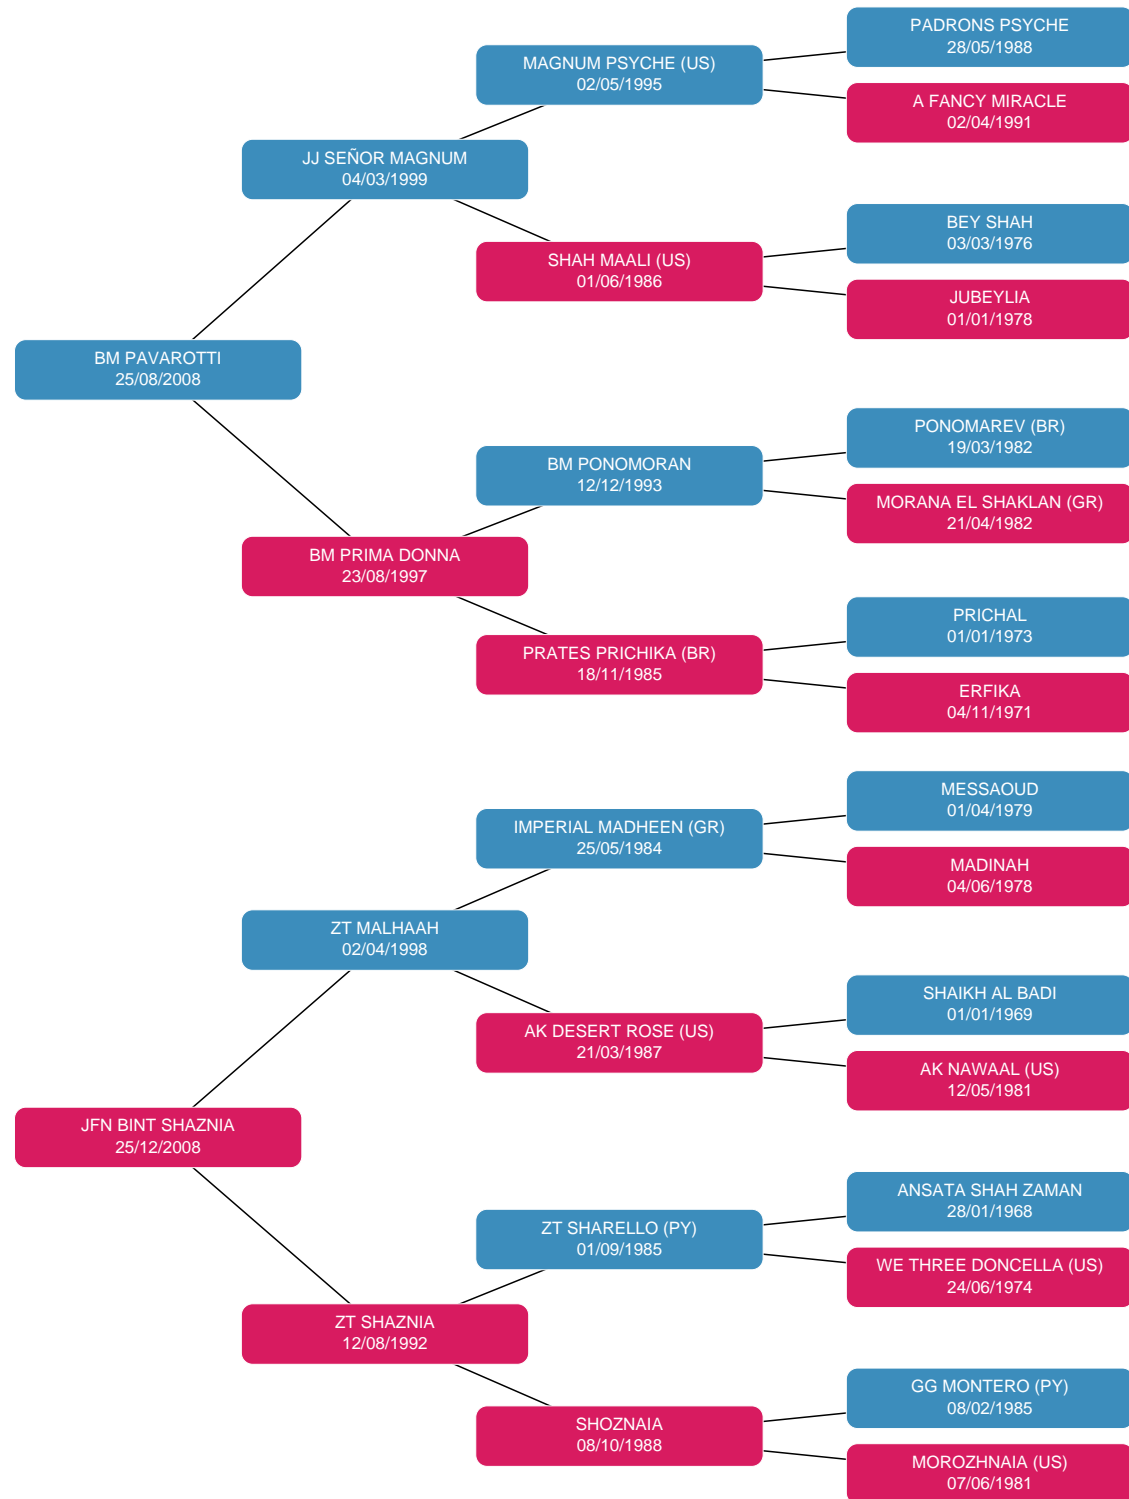 PADRONS PSYCHE
28/05/1988
MAGNUM PSYCHE (US)
02/05/1995
A FANCY MIRACLE
02/04/1991
JJ SEÑOR MAGNUM
04/03/1999
BEY SHAH
03/03/1976
SHAH MAALI (US)
01/06/1986
JUBEYLIA
01/01/1978
BM PAVAROTTI
25/08/2008
PONOMAREV (BR)
19/03/1982
BM PONOMORAN
12/12/1993
MORANA EL SHAKLAN (GR)
21/04/1982
BM PRIMA DONNA
23/08/1997
PRICHAL
01/01/1973
PRATES PRICHIKA (BR)
18/11/1985
ERFIKA
04/11/1971
MESSAOUD
01/04/1979
IMPERIAL MADHEEN (GR)
25/05/1984
MADINAH
04/06/1978
ZT MALHAAH
02/04/1998
SHAIKH AL BADI
01/01/1969
AK DESERT ROSE (US)
21/03/1987
AK NAWAAL (US)
12/05/1981
JFN BINT SHAZNIA
25/12/2008
ANSATA SHAH ZAMAN
28/01/1968
ZT SHARELLO (PY)
01/09/1985
WE THREE DONCELLA (US)
24/06/1974
ZT SHAZNIA
12/08/1992
GG MONTERO (PY)
08/02/1985
SHOZNAIA
08/10/1988
MOROZHNAIA (US)
07/06/1981